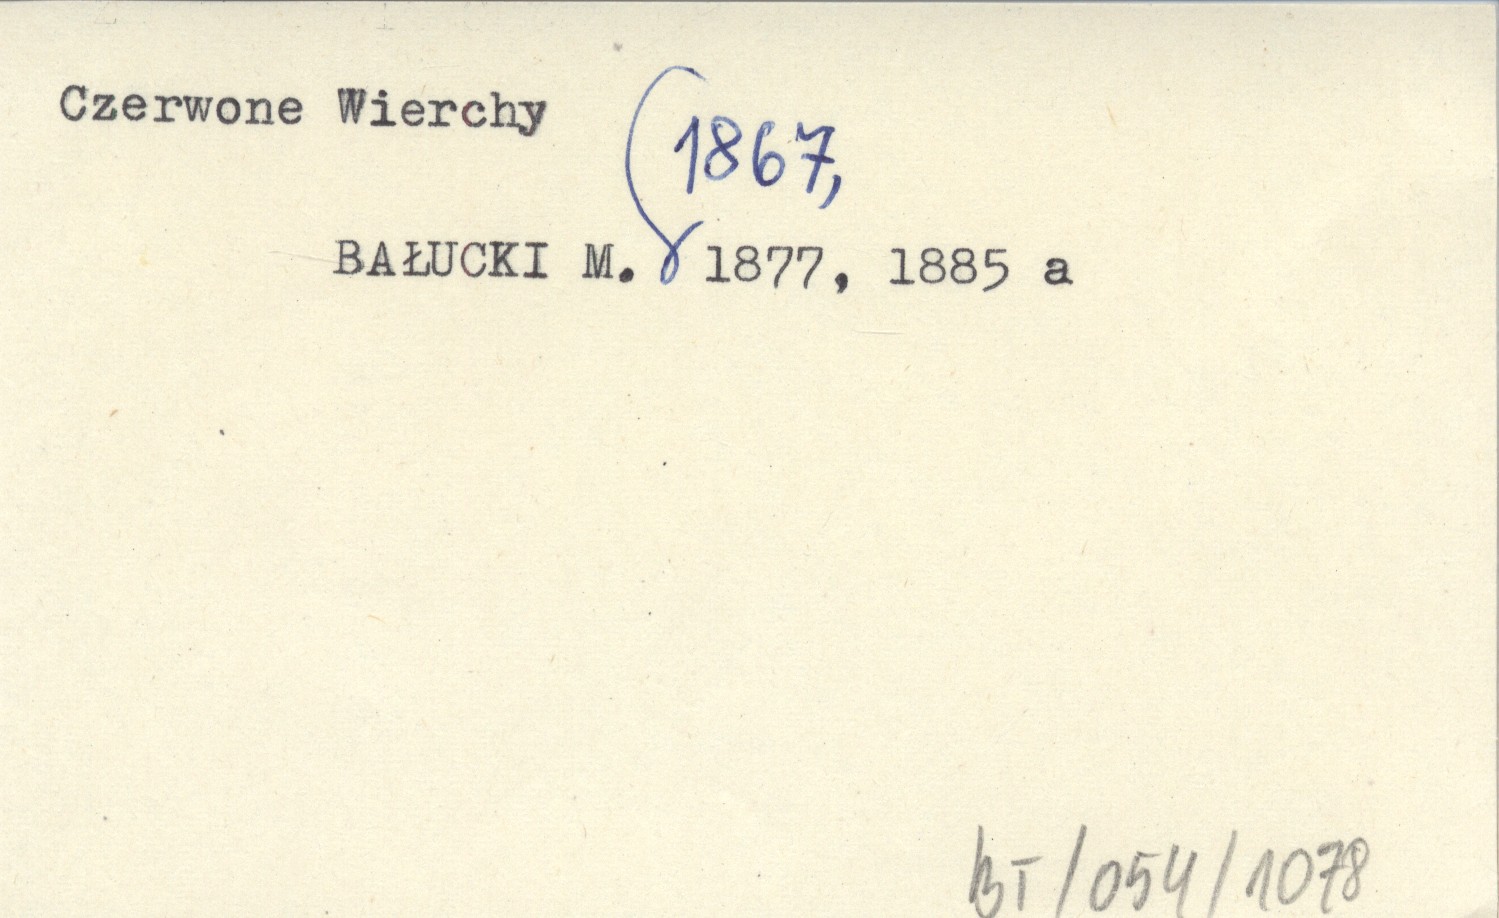 Czerwone Wierchy
1867,
BAŁUCKI M. 1877, 1885 a
BT/054/1078